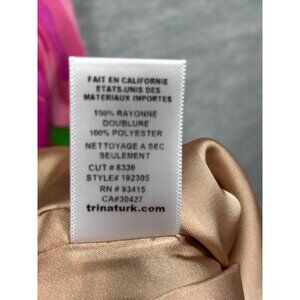 FAIT EN CALIFORNIE
ETATS-UNIS DES
MATERIAUX IMPORTES
100% RAYONNE
DOUBLURE
100% POLYESTER
NETTOYAGE A SEC
SEULEMENT
CUT # 8339
STYLE# 192305
RN # 93415
CA#30427
trinaturk.com